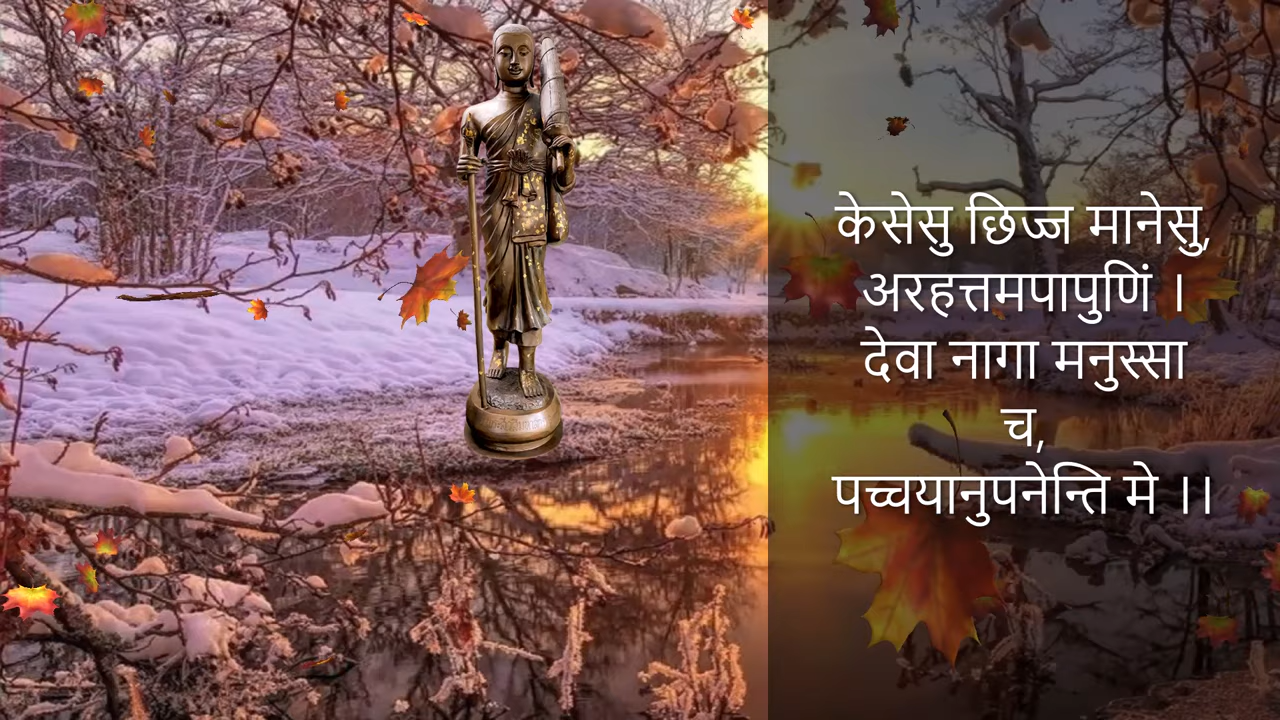 केसेसु छिज्ज मानेसु,
अरहत्तमपापुणिं ।
देवा नागा मनुस्सा
च,
पच्चयानुपनेन्ति मे ।।